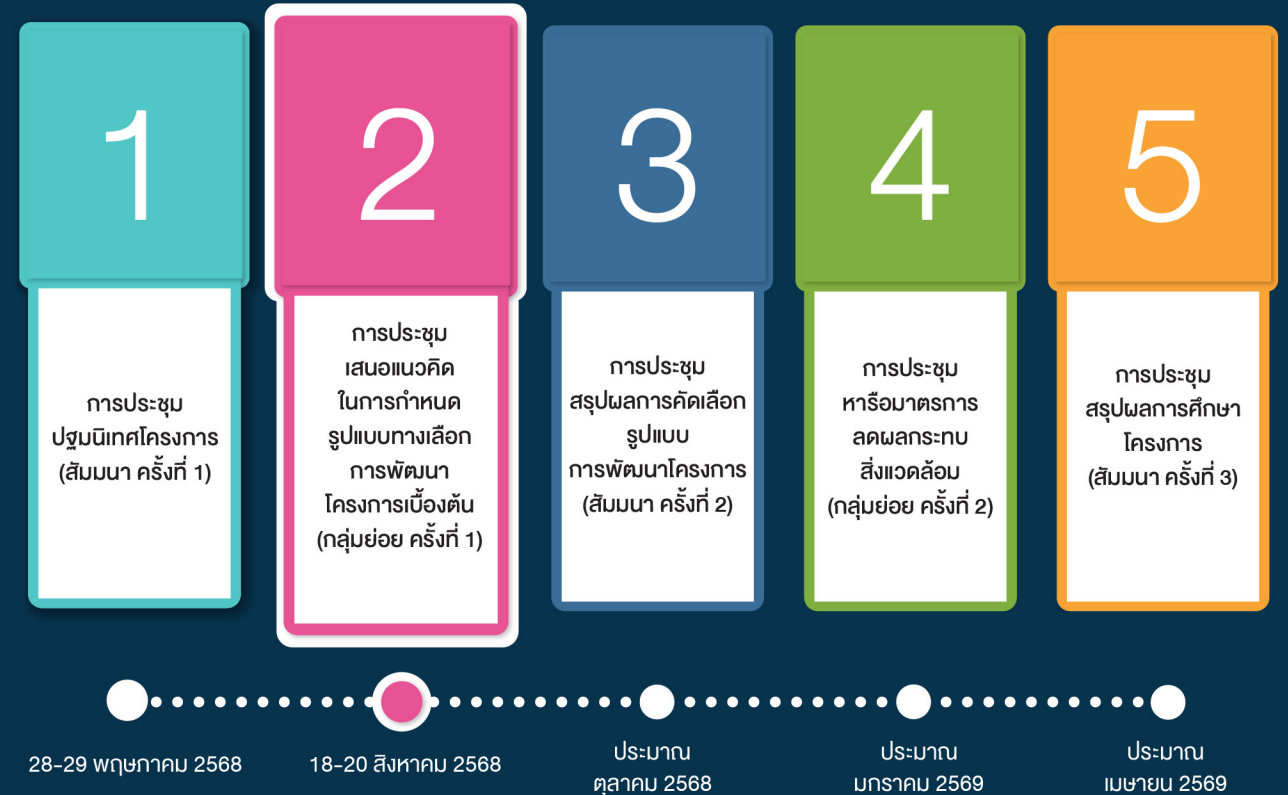 1
การประชุม
ปฐมนิเทศโครงการ
(สัมมนา ครั้งที่ 1)
28-29 พฤษภาคม 2568
2
การประชุม
เสนอแนวคิด
ในการกำหนด
รูปแบบทางเลือก
การพัฒนา
โครงการเบื้องต้น
(กลุ่มย่อย ครั้งที่ 1)
18-20 สิงหาคม 2568
3
การประชุม
สรุปผลการคัดเลือก
รูปแบบ
การพัฒนาโครงการ
(สัมมนา ครั้งที่ 2)
ประมาณ
ตุลาคม 2568
4
การประชุม
หารือมาตรการ
ลดผลกระทบ
สิ่งแวดล้อม
(กลุ่มย่อย ครั้งที่ 2)
ประมาณ
มกราคม 2569
5
การประชุม
สรุปผลการศึกษา
โครงการ
(สัมมนา ครั้งที่ 3)
ประมาณ
เมษายน 2569